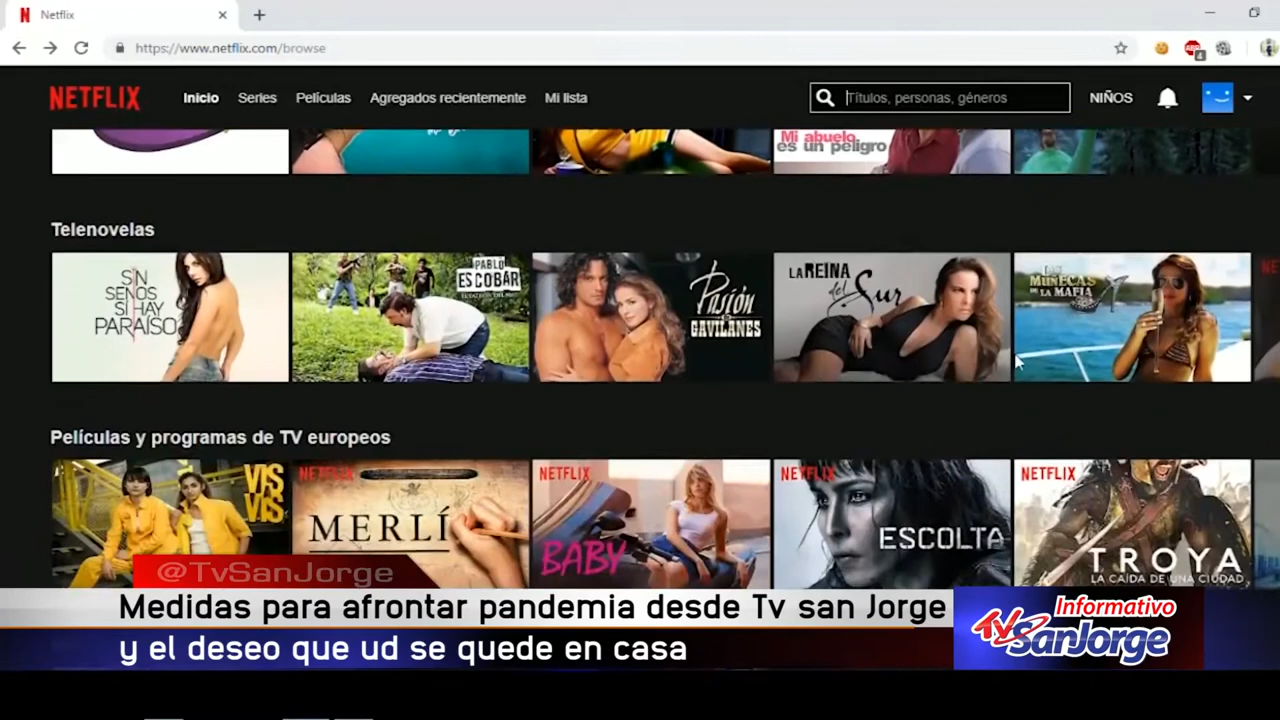 Netflix
https://www.netflix.com/browse
ABP
4
NETFLIX
Inicio Series Películas Agregados recientemente Mi lista
Títulos, personas, géneros
NIÑOS
Mi abuelo
es un peligro
Telenovelas
SIN
SENOS
SÍ HAY
PARAÍSO
PABLO
ESCOBAR
Pasión
GAVILANES
LA REINA
del
Sur
LAS
MUÑECAS
DE LA MAFIA
Películas y programas de TV europeos
VIS
VIS
NETFLIX
MERLÍ
NETFLIX
BABY
NETFLIX
ESCOLTA
NETFLIX
TROYA
LA CAÍDA DE UNA CIUDAD
@TvSanJorge
Medidas para afrontar pandemia desde Tv san Jorge
y el deseo que ud se quede en casa
Informativo
TV SanJorge